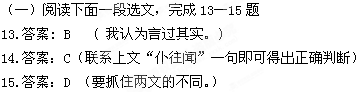 （一）阅读下面一段选文，完成13—15题
13.答案：B （ 我认为言过其实。）
14.答案：C（联系上文“仆往闻”一句即可得出正确判断）
15.答案：D （要抓住两文的不同。）